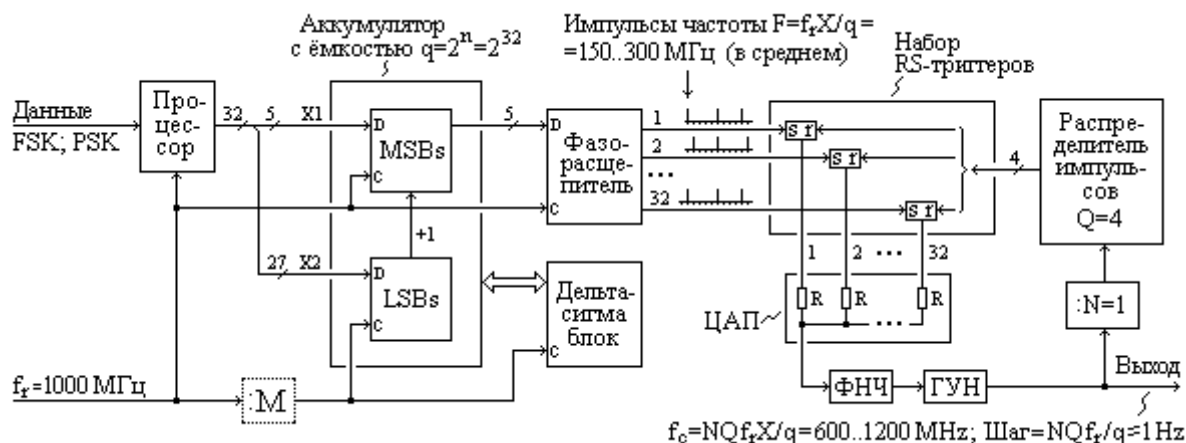 Аккумулятор
с ёмкостью q=2^n=2^32
Импульсы частоты F=f_rX/q=
=150..300 МГц (в среднем)
Набор
RS-триггеров
Данные
FSK; PSK
Про-
цес-
сор
32
5
X1
D
MSBs
C
5
D
Фазо-
расще-
питель
C
1
2
...
32
S r
S r
S r
4
Распре-
делитель
импуль-
сов
Q=4
+1
27
X2
D
LSBs
C
Дельта-
сигма
блок
C
1
2
...
32
R
R
R
...
ЦАП
:N=1
f_r=1000 МГц
:M
ФНЧ
ГУН
Выход
f_c=NQf_rX/q=600..1200 MHz; Шаг=NQf_r/q≈1Hz